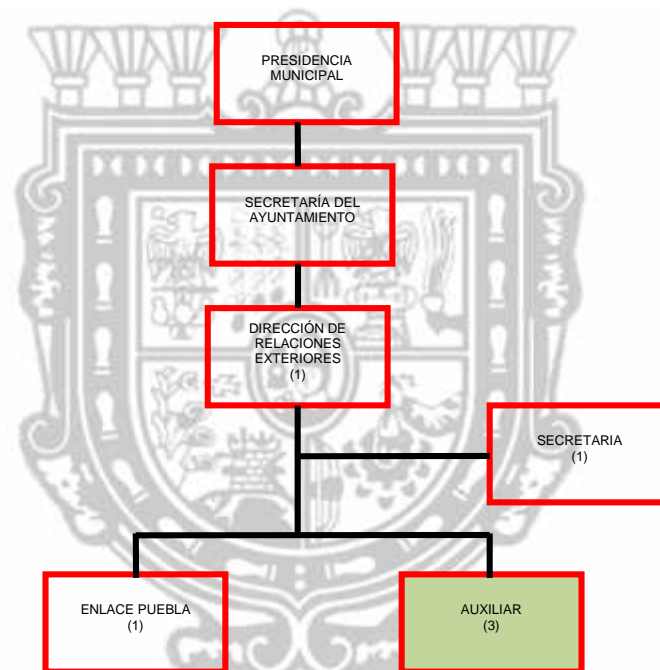 PRESIDENCIA
MUNICIPAL
SECRETARÍA DEL
AYUNTAMIENTO
DIRECCIÓN DE
RELACIONES
EXTERIORES
(1)
SECRETARIA
(1)
ENLACE PUEBLA
(1)
AUXILIAR
(3)